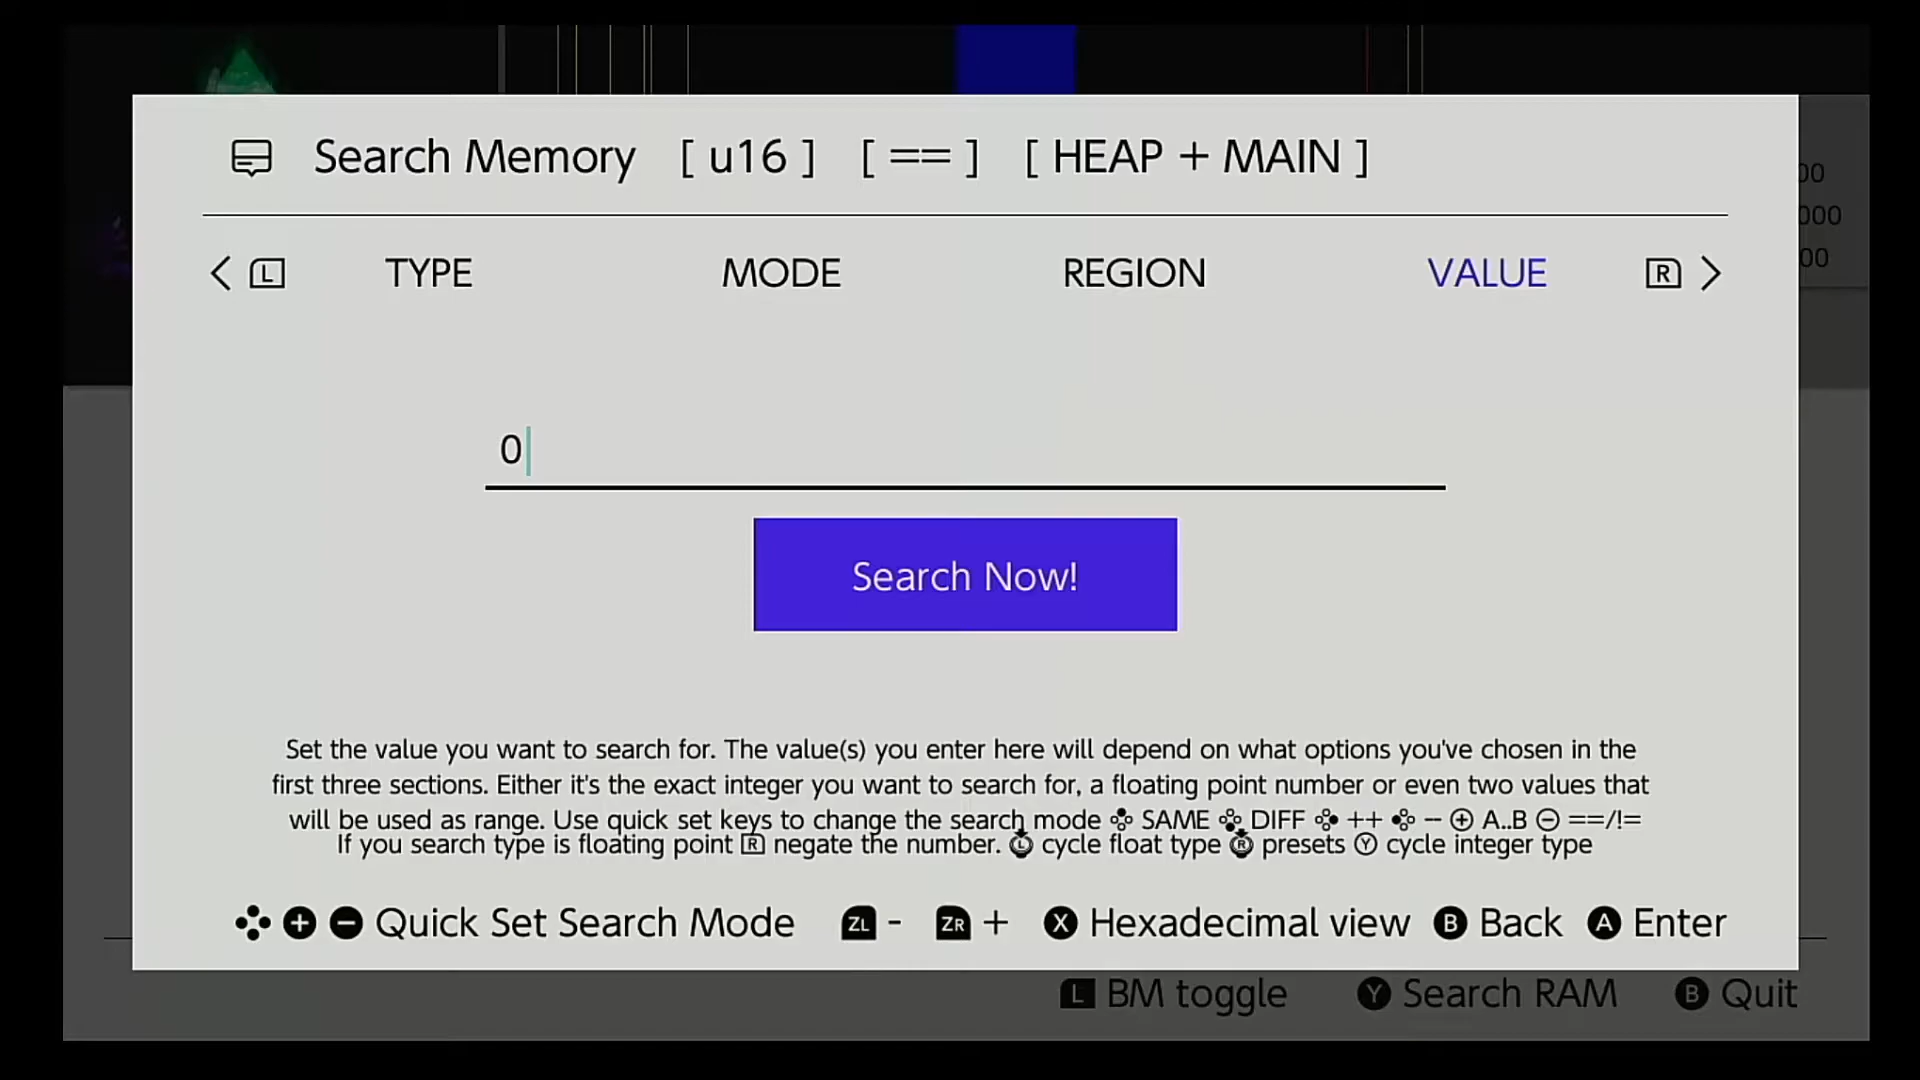 Search Memory [ u16 ] [ == ] [ HEAP + MAIN ]
00
000
00
L TYPE MODE REGION VALUE R
0
Search Now!
Set the value you want to search for. The value(s) you enter here will depend on what options you've chosen in the
first three sections. Either it's the exact integer you want to search for, a floating point number or even two values that
will be used as range. Use quick set keys to change the search mode SAME DIFF ++ -- ⊕ A..B ⊖ ==/!=
If you search type is floating point R negate the number. L cycle float type R presets Y cycle integer type
Quick Set Search Mode ZL - ZR + X Hexadecimal view B Back A Enter
L BM toggle Y Search RAM B Quit